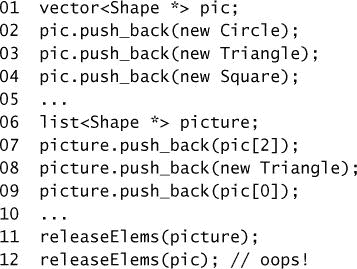 01 vector<Shape *> pic;
02 pic.push_back(new Circle);
03 pic.push_back(new Triangle);
04 pic.push_back(new Square);
05 ...
06 list<Shape *> picture;
07 picture.push_back(pic[2]);
08 picture.push_back(new Triangle);
09 picture.push_back(pic[0]);
10 ...
11 releaseElems(picture);
12 releaseElems(pic); // oops!